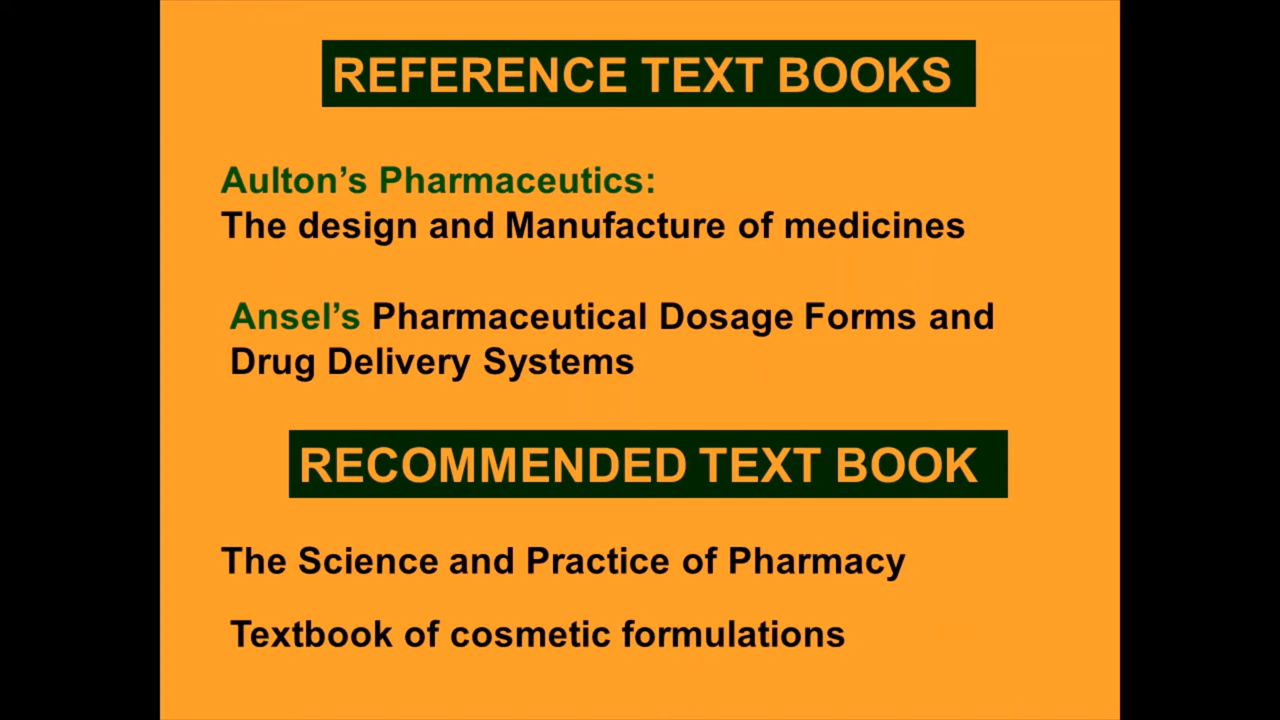 REFERENCE TEXT BOOKS
Aulton’s Pharmaceutics:
The design and Manufacture of medicines
Ansel’s Pharmaceutical Dosage Forms and
Drug Delivery Systems
RECOMMENDED TEXT BOOK
The Science and Practice of Pharmacy
Textbook of cosmetic formulations